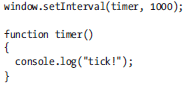 window.setInterval(timer, 1000);
function timer()
{
console.log("tick!");
}